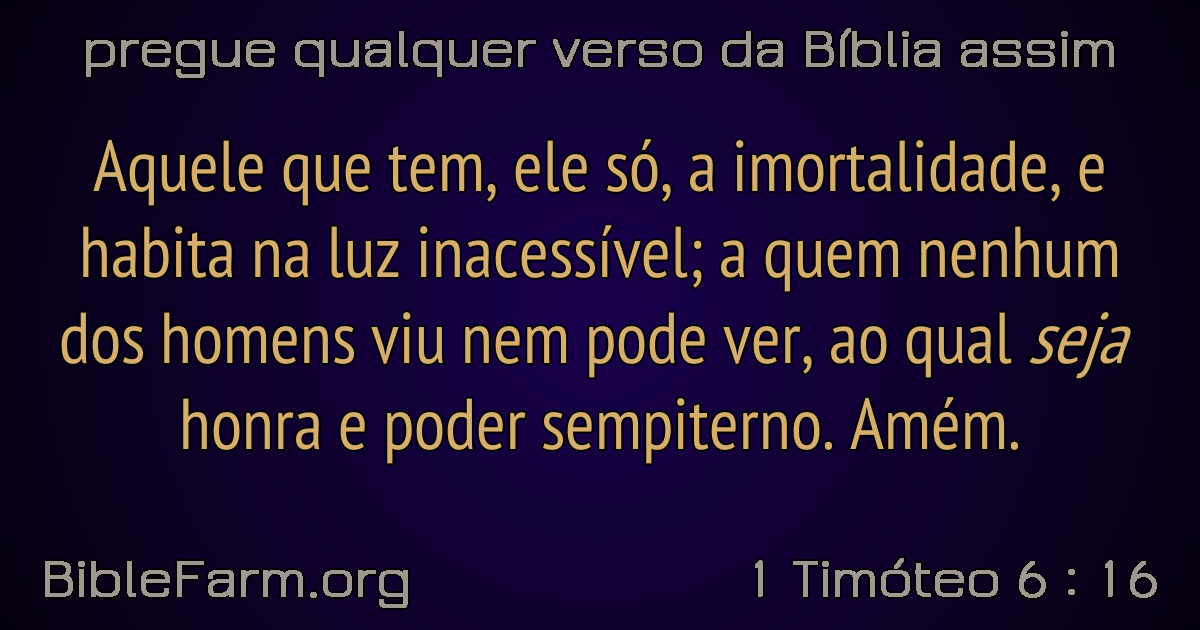 pregue qualquer verso da Bíblia assim
Aquele que tem, ele só, a imortalidade, e
habita na luz inacessível; a quem nenhum
dos homens viu nem pode ver, ao qual seja
honra e poder sempiterno. Amém.
BibleFarm.org
1 Timóteo 6 : 16